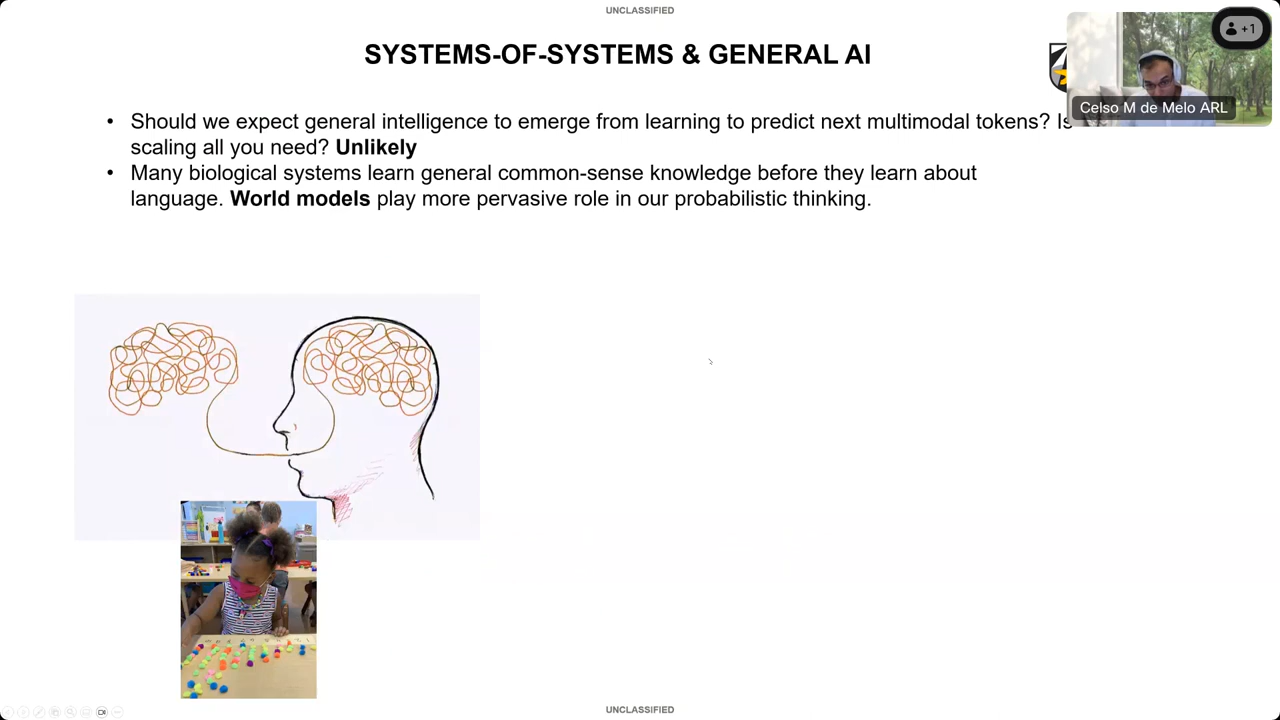 UNCLASSIFIED
SYSTEMS-OF-SYSTEMS & GENERAL AI
+1
Celso M de Melo ARL
• Should we expect general intelligence to emerge from learning to predict next multimodal tokens? Is
scaling all you need? Unlikely
• Many biological systems learn general common-sense knowledge before they learn about
language. World models play more pervasive role in our probabilistic thinking.
UNCLASSIFIED